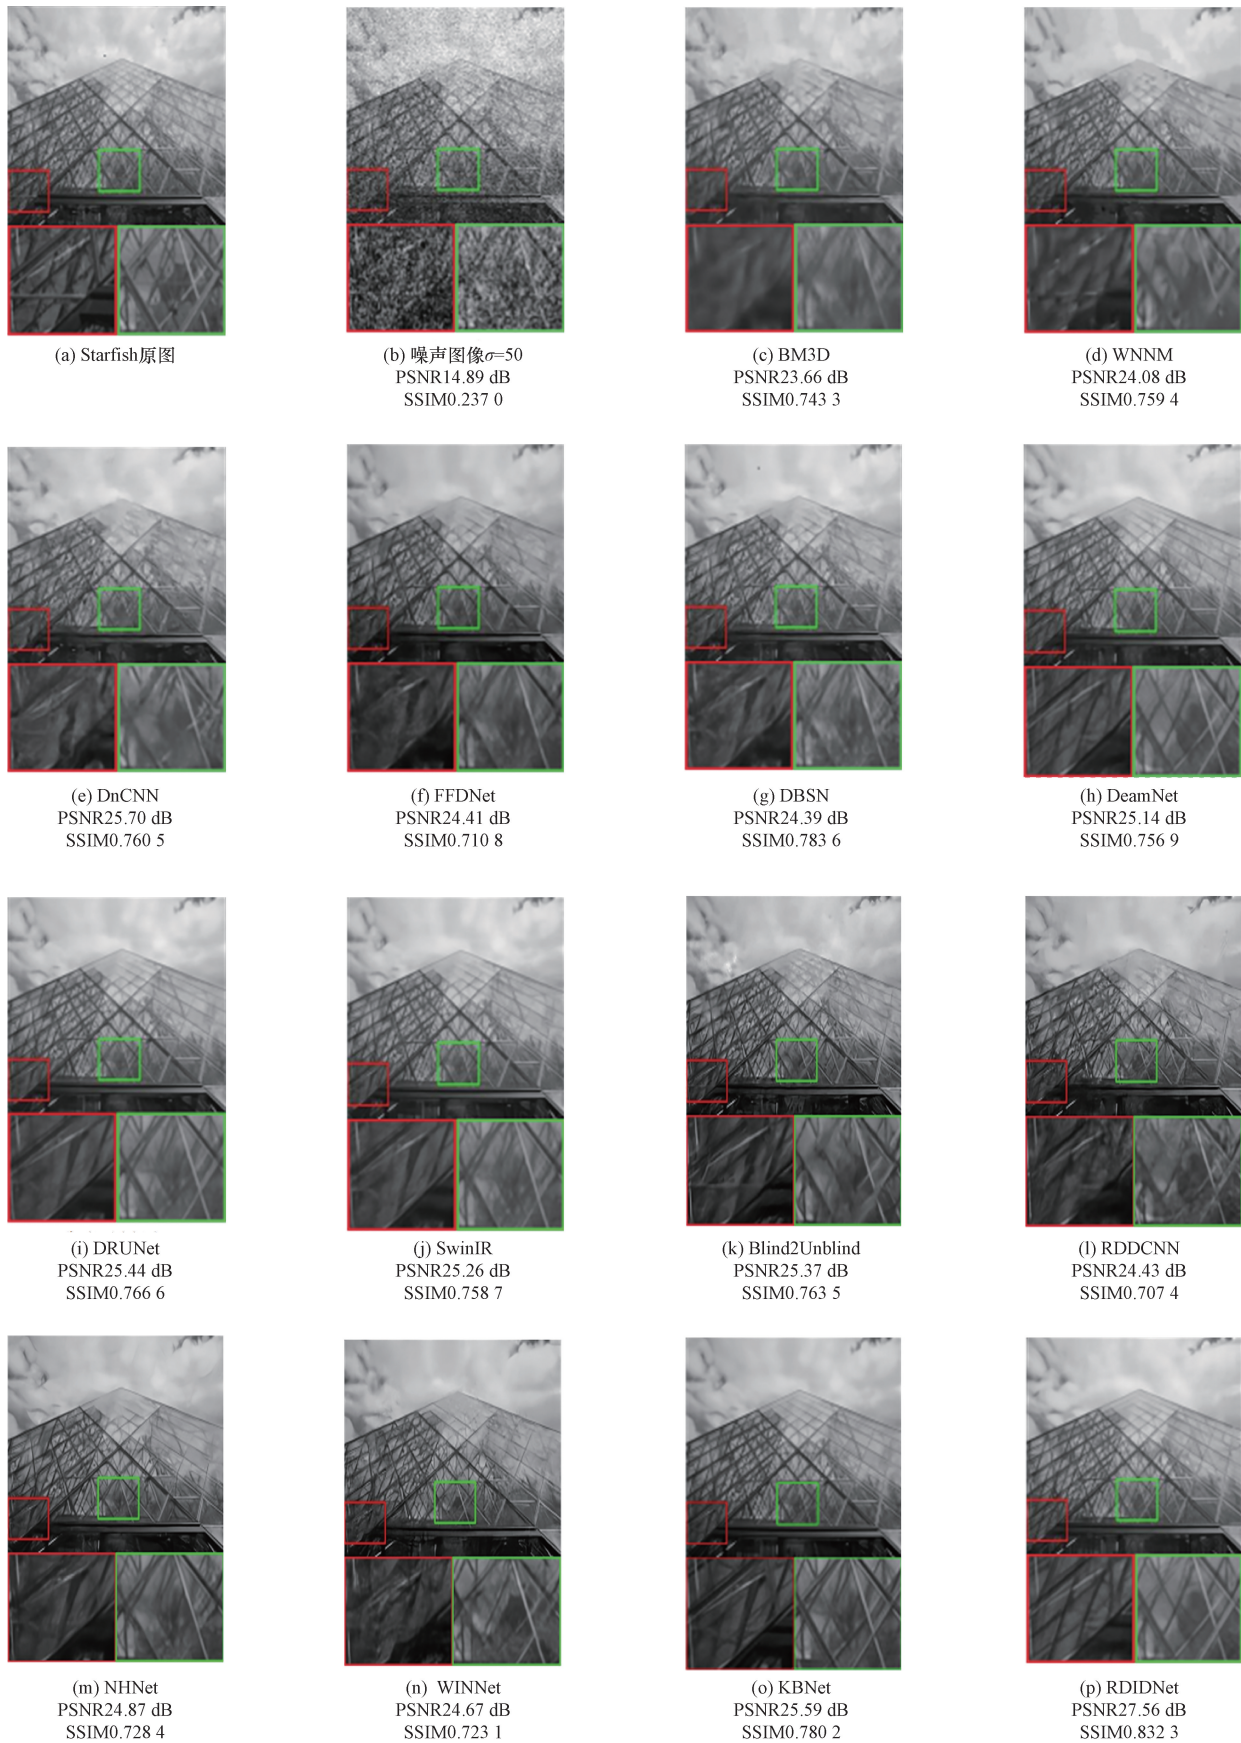 (a) Starfish原图
(b) 噪声图像σ=50
PSNR14.89 dB
SSIM0.237 0
(c) BM3D
PSNR23.66 dB
SSIM0.743 3
(d) WNNM
PSNR24.08 dB
SSIM0.759 4
(e) DnCNN
PSNR25.70 dB
SSIM0.760 5
(f) FFDNet
PSNR24.41 dB
SSIM0.710 8
(g) DBSN
PSNR24.39 dB
SSIM0.783 6
(h) DeamNet
PSNR25.14 dB
SSIM0.756 9
(i) DRUNet
PSNR25.44 dB
SSIM0.766 6
(j) SwinIR
PSNR25.26 dB
SSIM0.758 7
(k) Blind2Unblind
PSNR25.37 dB
SSIM0.763 5
(l) RDDCNN
PSNR24.43 dB
SSIM0.707 4
(m) NHNet
PSNR24.87 dB
SSIM0.728 4
(n) WINNet
PSNR24.67 dB
SSIM0.723 1
(o) KBNet
PSNR25.59 dB
SSIM0.780 2
(p) RDIDNet
PSNR27.56 dB
SSIM0.832 3